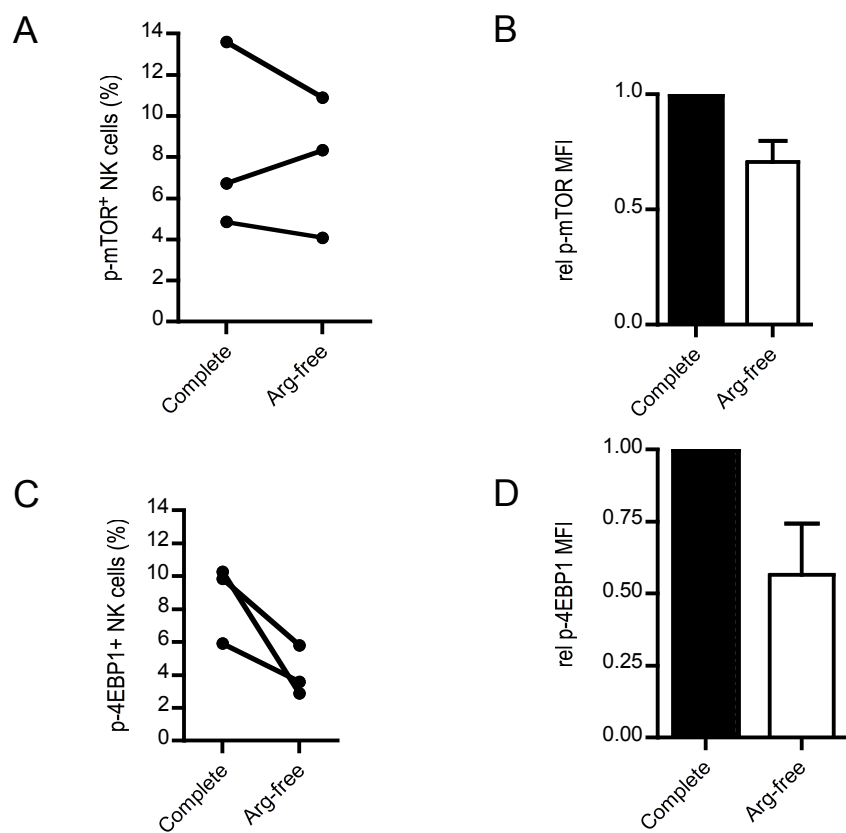 A
p-mTOR+ NK cells (%)
14
12
10
8
6
4
2
0
Complete
Arg-free
B
rel p-mTOR MFI
1.0
0.5
0.0
Complete
Arg-free
C
p-4EBP1+ NK cells (%)
14
12
10
8
6
4
2
0
Complete
Arg-free
D
rel p-4EBP1 MFI
1.00
0.75
0.50
0.25
0.00
Complete
Arg-free